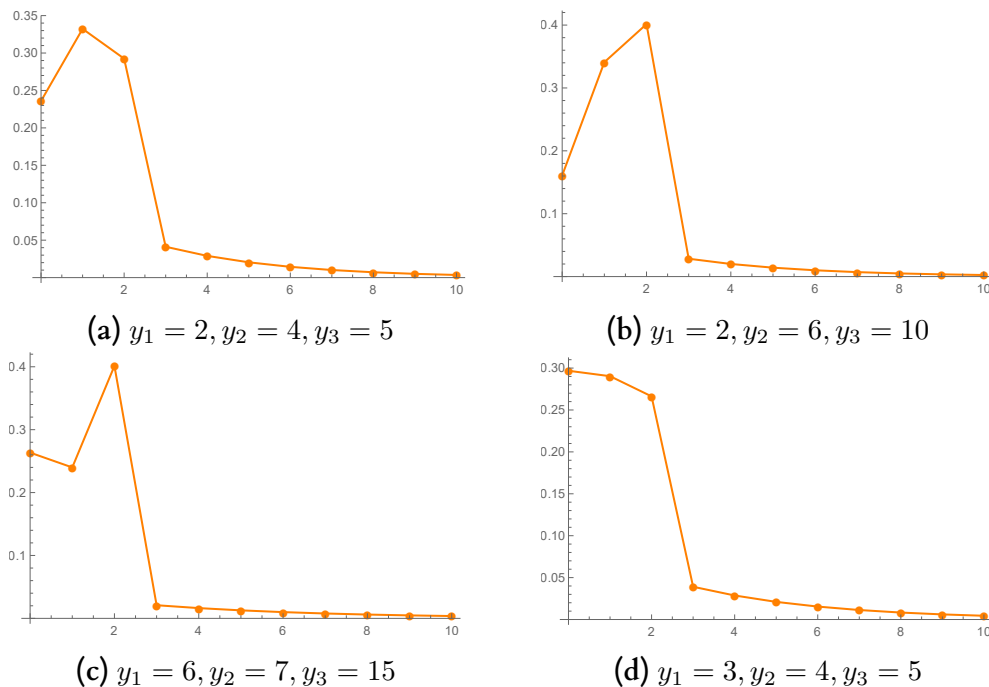 0.35
0.30
0.25
0.20
0.15
0.10
0.05
2 4 6 8 10
(a) y₁ = 2, y₂ = 4, y₃ = 5
0.4
0.3
0.2
0.1
2 4 6 8 10
(b) y₁ = 2, y₂ = 6, y₃ = 10
0.4
0.3
0.2
0.1
2 4 6 8 10
(c) y₁ = 6, y₂ = 7, y₃ = 15
0.30
0.25
0.20
0.15
0.10
0.05
2 4 6 8 10
(d) y₁ = 3, y₂ = 4, y₃ = 5